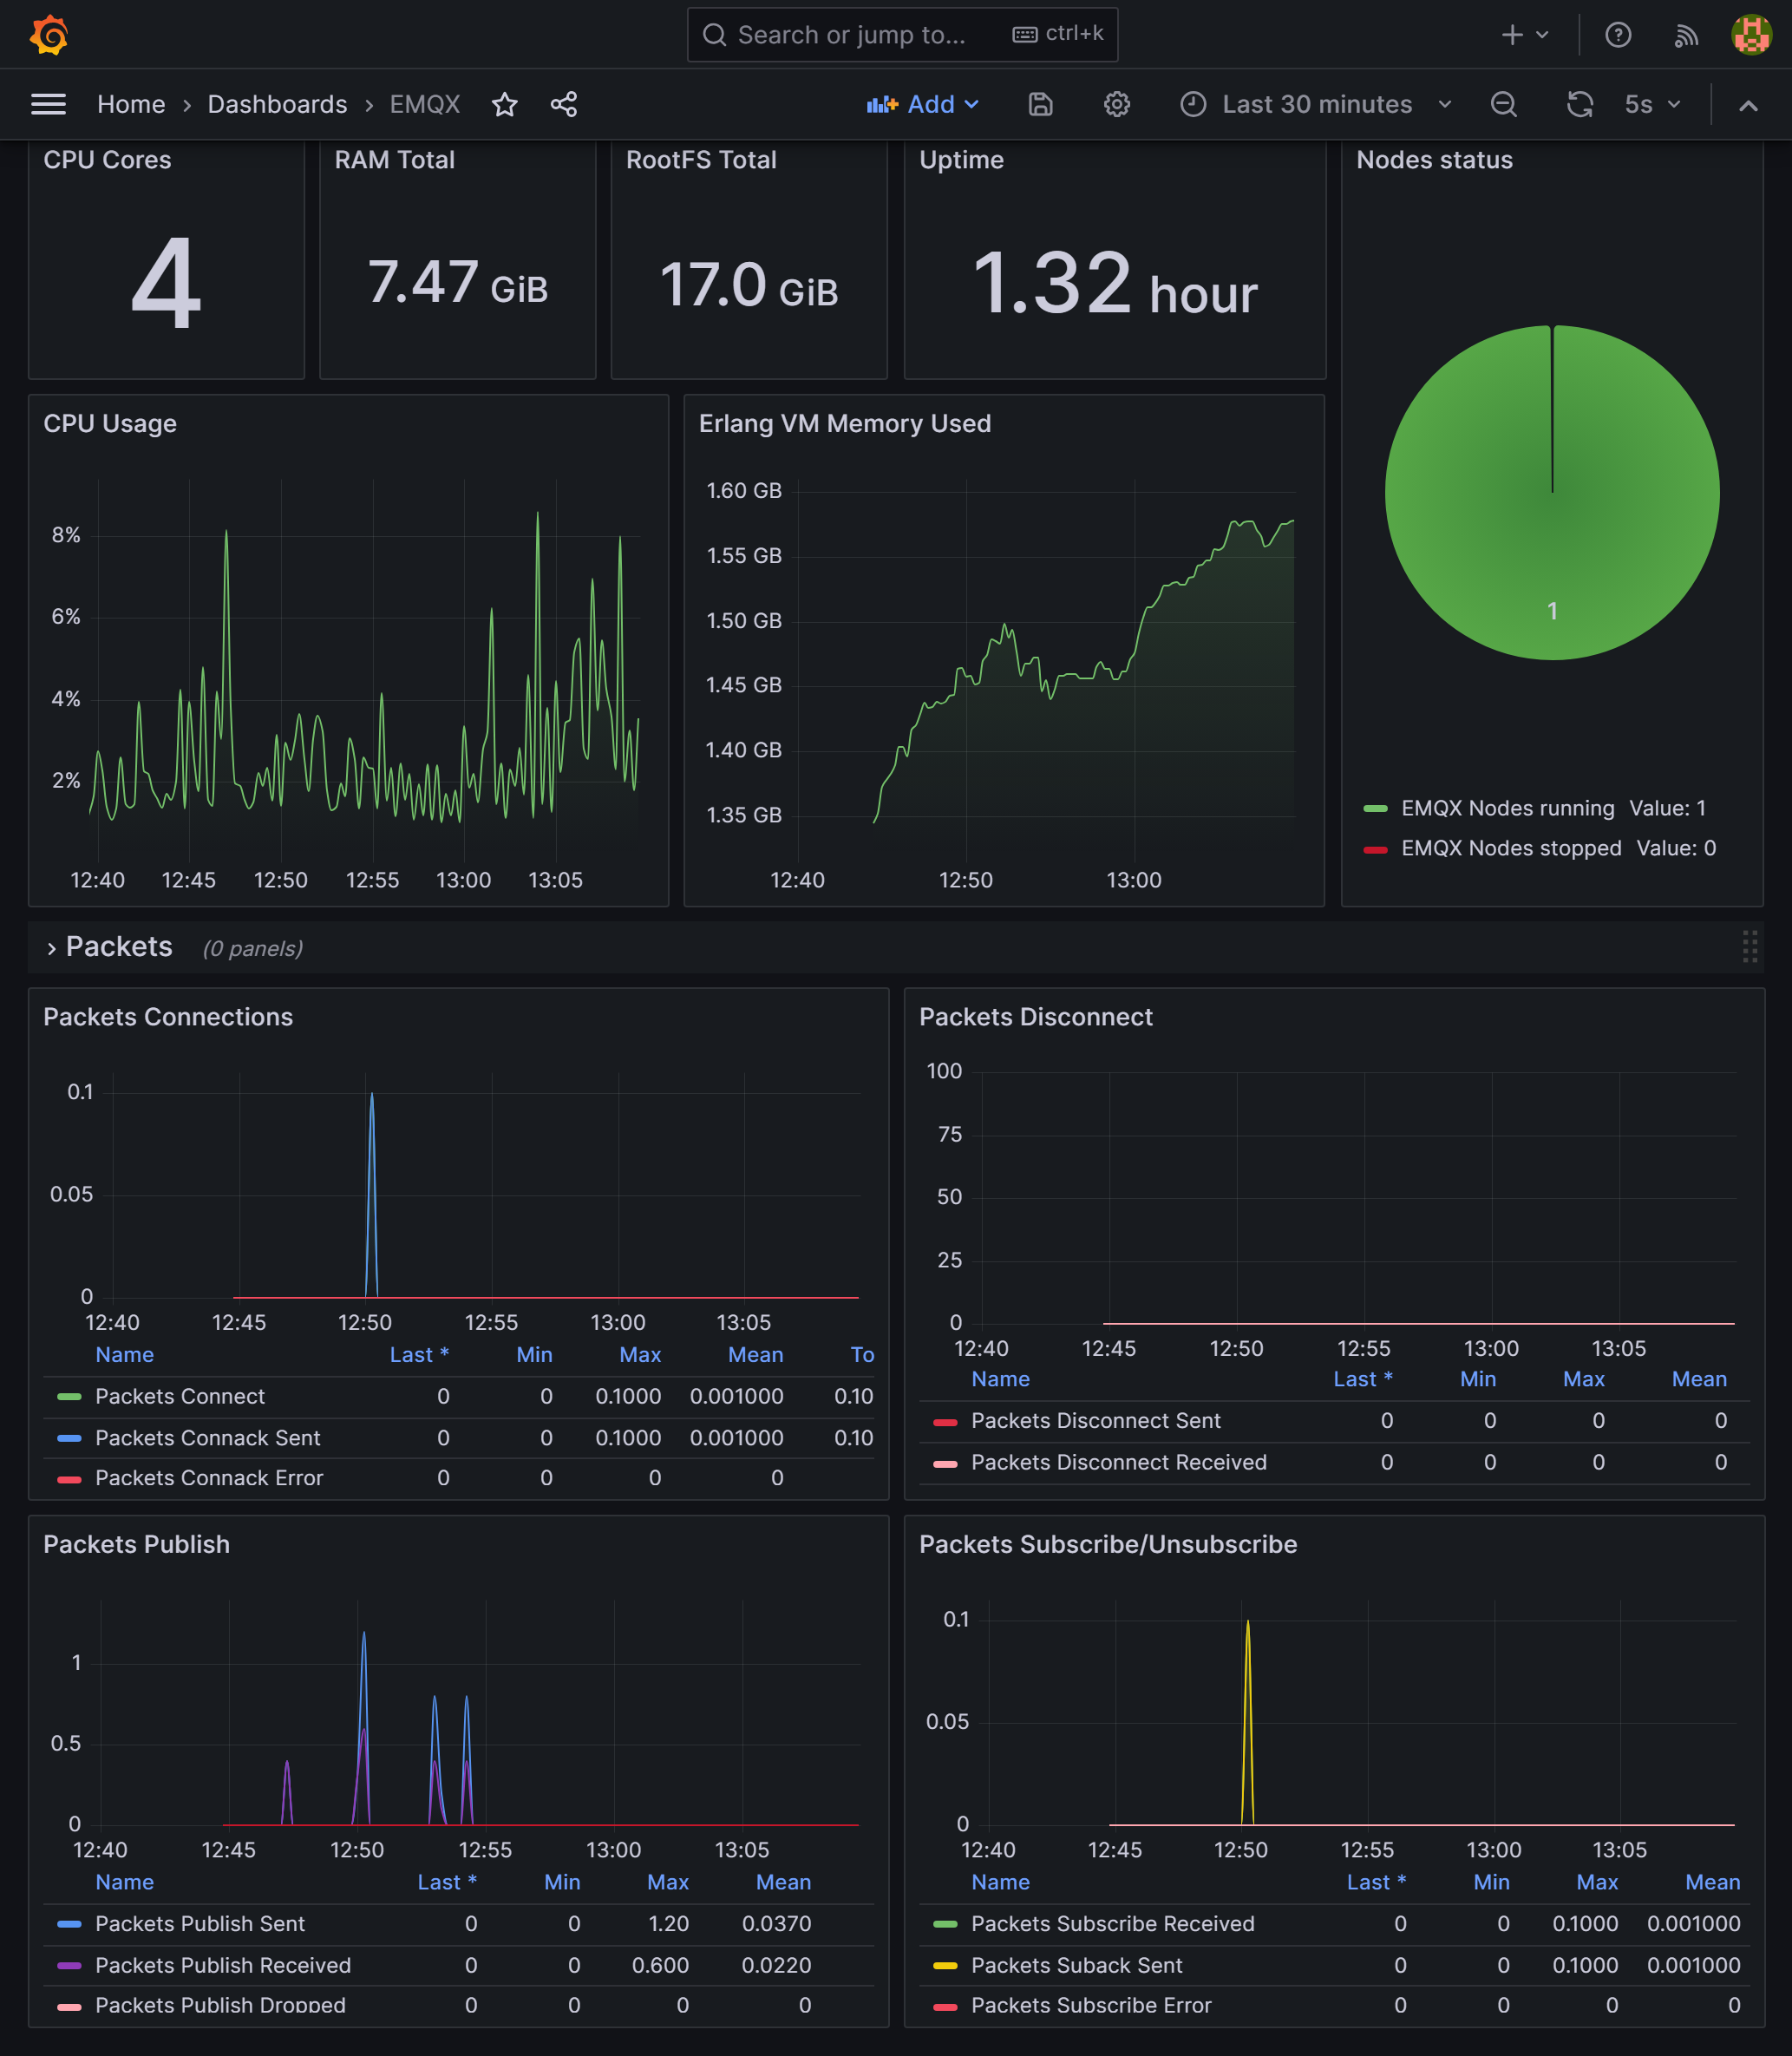 Search or jump to... ctrl+k
Home › Dashboards › EMQX Add Last 30 minutes 5s
CPU Cores
4
RAM Total
7.47 GiB
RootFS Total
17.0 GiB
Uptime
1.32 hour
Nodes status
1
EMQX Nodes running Value: 1
EMQX Nodes stopped Value: 0
CPU Usage
8%
6%
4%
2%
12:40 12:45 12:50 12:55 13:00 13:05
Erlang VM Memory Used
1.60 GB
1.55 GB
1.50 GB
1.45 GB
1.40 GB
1.35 GB
12:40 12:50 13:00
Packets (0 panels)
Packets Connections
0.1
0.05
0
12:40 12:45 12:50 12:55 13:00 13:05
Name Last * Min Max Mean To
Packets Connect 0 0 0.1000 0.001000 0.10
Packets Connack Sent 0 0 0.1000 0.001000 0.10
Packets Connack Error 0 0 0 0
Packets Disconnect
100
75
50
25
0
12:40 12:45 12:50 12:55 13:00 13:05
Name Last * Min Max Mean
Packets Disconnect Sent 0 0 0 0
Packets Disconnect Received 0 0 0 0
Packets Publish
1
0.5
0
12:40 12:45 12:50 12:55 13:00 13:05
Name Last * Min Max Mean
Packets Publish Sent 0 0 1.20 0.0370
Packets Publish Received 0 0 0.600 0.0220
Packets Publish Dropped 0 0 0 0
Packets Subscribe/Unsubscribe
0.1
0.05
0
12:40 12:45 12:50 12:55 13:00 13:05
Name Last * Min Max Mean
Packets Subscribe Received 0 0 0.1000 0.001000
Packets Suback Sent 0 0 0.1000 0.001000
Packets Subscribe Error 0 0 0 0